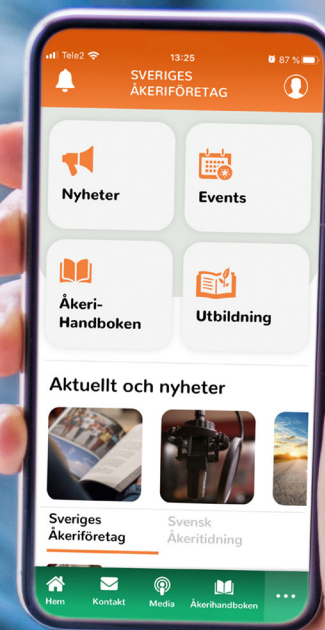 Tele2
13:25
87 %
SVERIGES
ÅKERIFÖRETAG
Nyheter
Events
Åkeri-
Handboken
Utbildning
Aktuellt och nyheter
Sveriges
Åkeriföretag
Svensk
Åkeritidning
Hem
Kontakt
Media
Åkerihandboken